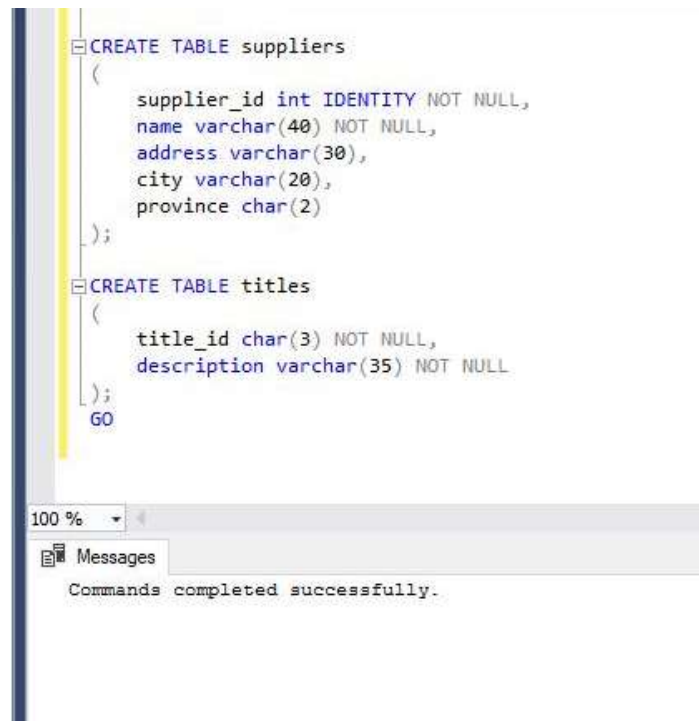 CREATE TABLE suppliers
(
supplier_id int IDENTITY NOT NULL,
name varchar(40) NOT NULL,
address varchar(30),
city varchar(20),
province char(2)
);
CREATE TABLE titles
(
title_id char(3) NOT NULL,
description varchar(35) NOT NULL
);
GO
100 %
Messages
Commands completed successfully.